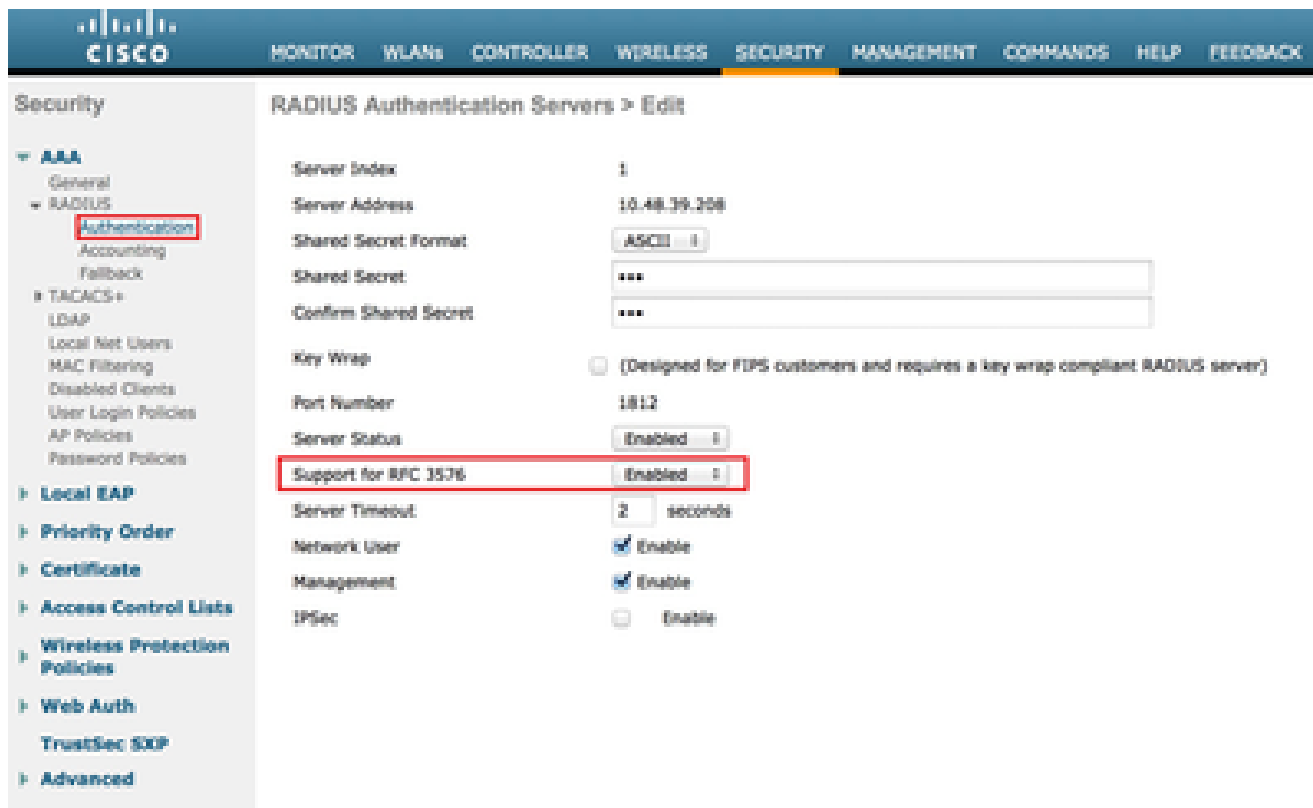 CISCO
MONITOR WLANs CONTROLLER WIRELESS SECURITY MANAGEMENT COMMANDS HELP FEEDBACK
Security
AAA
General
RADIUS
Authentication
Accounting
Fallback
TACACS+
LDAP
Local Net Users
MAC Filtering
Disabled Clients
User Login Policies
AP Policies
Password Policies
Local EAP
Priority Order
Certificate
Access Control Lists
Wireless Protection
Policies
Web Auth
TrustSec SXP
Advanced
RADIUS Authentication Servers > Edit
Server Index 1
Server Address 10.48.39.208
Shared Secret Format ASCII
Shared Secret •••
Confirm Shared Secret •••
Key Wrap (Designed for FIPS customers and requires a key wrap compliant RADIUS server)
Port Number 1812
Server Status Enabled
Support for RFC 3576 Enabled
Server Timeout 2 seconds
Network User Enable
Management Enable
IPSec Enable